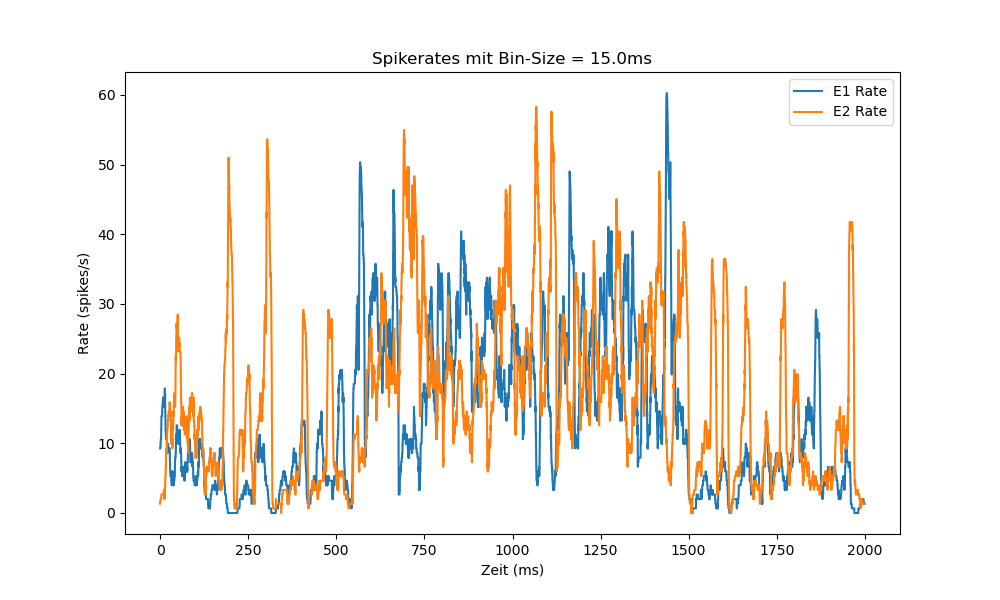 Spikerates mit Bin-Size = 15.0ms
E1 Rate
E2 Rate
60
50
40
30
20
10
0
Rate (spikes/s)
0 250 500 750 1000 1250 1500 1750 2000
Zeit (ms)